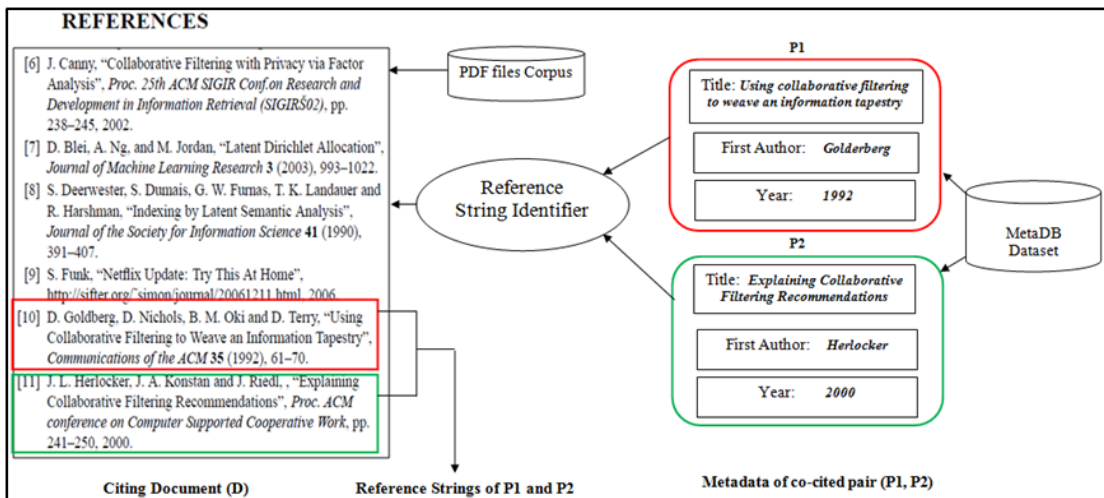 REFERENCES
[6] J. Canny, “Collaborative Filtering with Privacy via Factor
Analysis”, Proc. 25th ACM SIGIR Conf.on Research and
Development in Information Retrieval (SIGIRŠ02), pp.
238–245, 2002.
[7] D. Blei, A. Ng, and M. Jordan, “Latent Dirichlet Allocation”,
Journal of Machine Learning Research 3 (2003), 993–1022.
[8] S. Deerwester, S. Dumais, G. W. Furnas, T. K. Landauer and
R. Harshman, “Indexing by Latent Semantic Analysis”,
Journal of the Society for Information Science 41 (1990),
391–407.
[9] S. Funk, “Netflix Update: Try This At Home”,
http://sifter.org/˜simon/journal/20061211.html, 2006.
[10] D. Goldberg, D. Nichols, B. M. Oki and D. Terry, “Using
Collaborative Filtering to Weave an Information Tapestry”,
Communications of the ACM 35 (1992), 61–70.
[11] J. L. Herlocker, J. A. Konstan and J. Riedl, , “Explaining
Collaborative Filtering Recommendations”, Proc. ACM
conference on Computer Supported Cooperative Work, pp.
241–250, 2000.
Citing Document (D)
PDF files Corpus
Reference
String Identifier
Reference Strings of P1 and P2
P1
Title: Using collaborative filtering
to weave an information tapestry
First Author: Golderberg
Year: 1992
P2
Title: Explaining Collaborative
Filtering Recommendations
First Author: Herlocker
Year: 2000
Metadata of co-cited pair (P1, P2)
MetaDB
Dataset